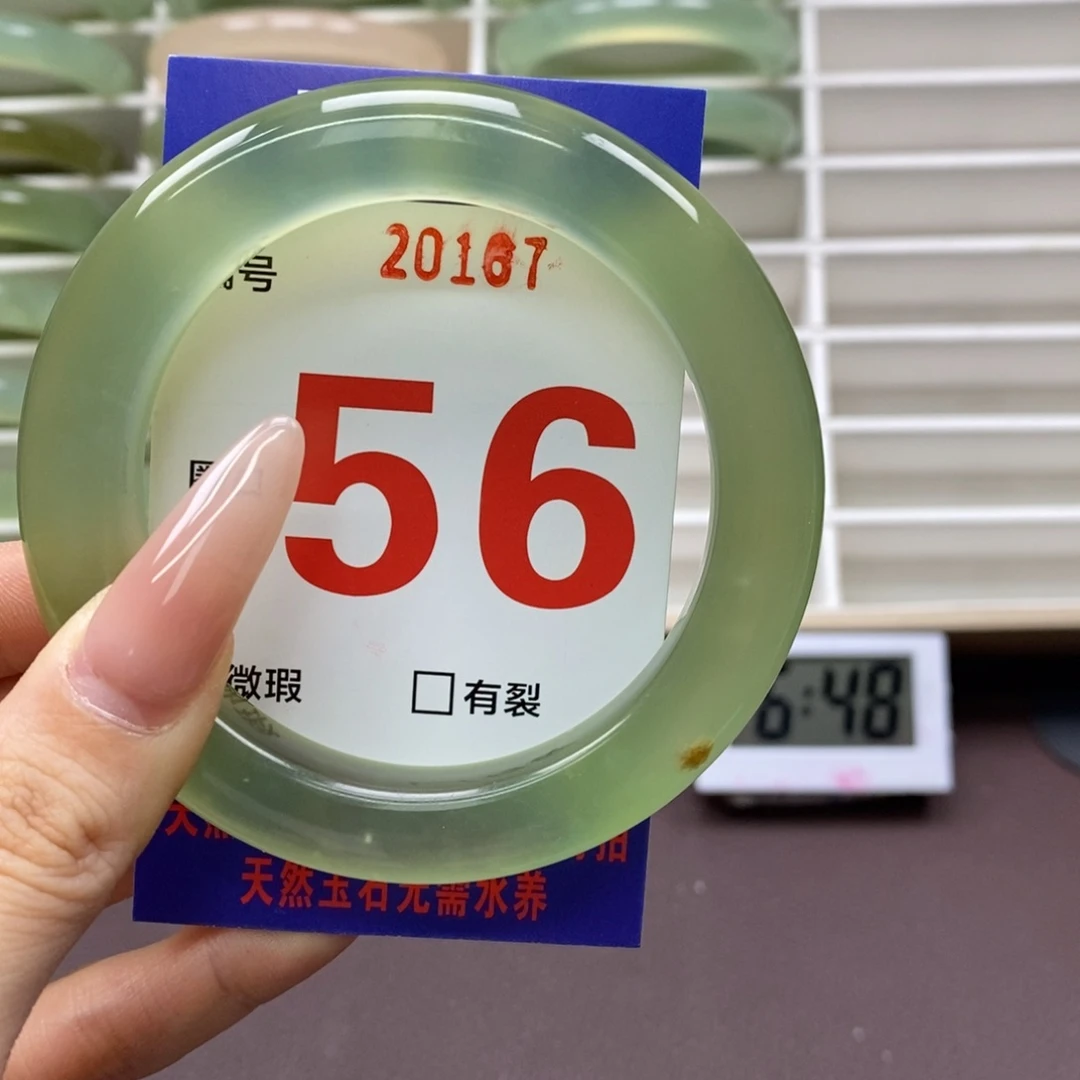 号 20167
56
微瑕 □有裂
天然玉石无需水养
6:48